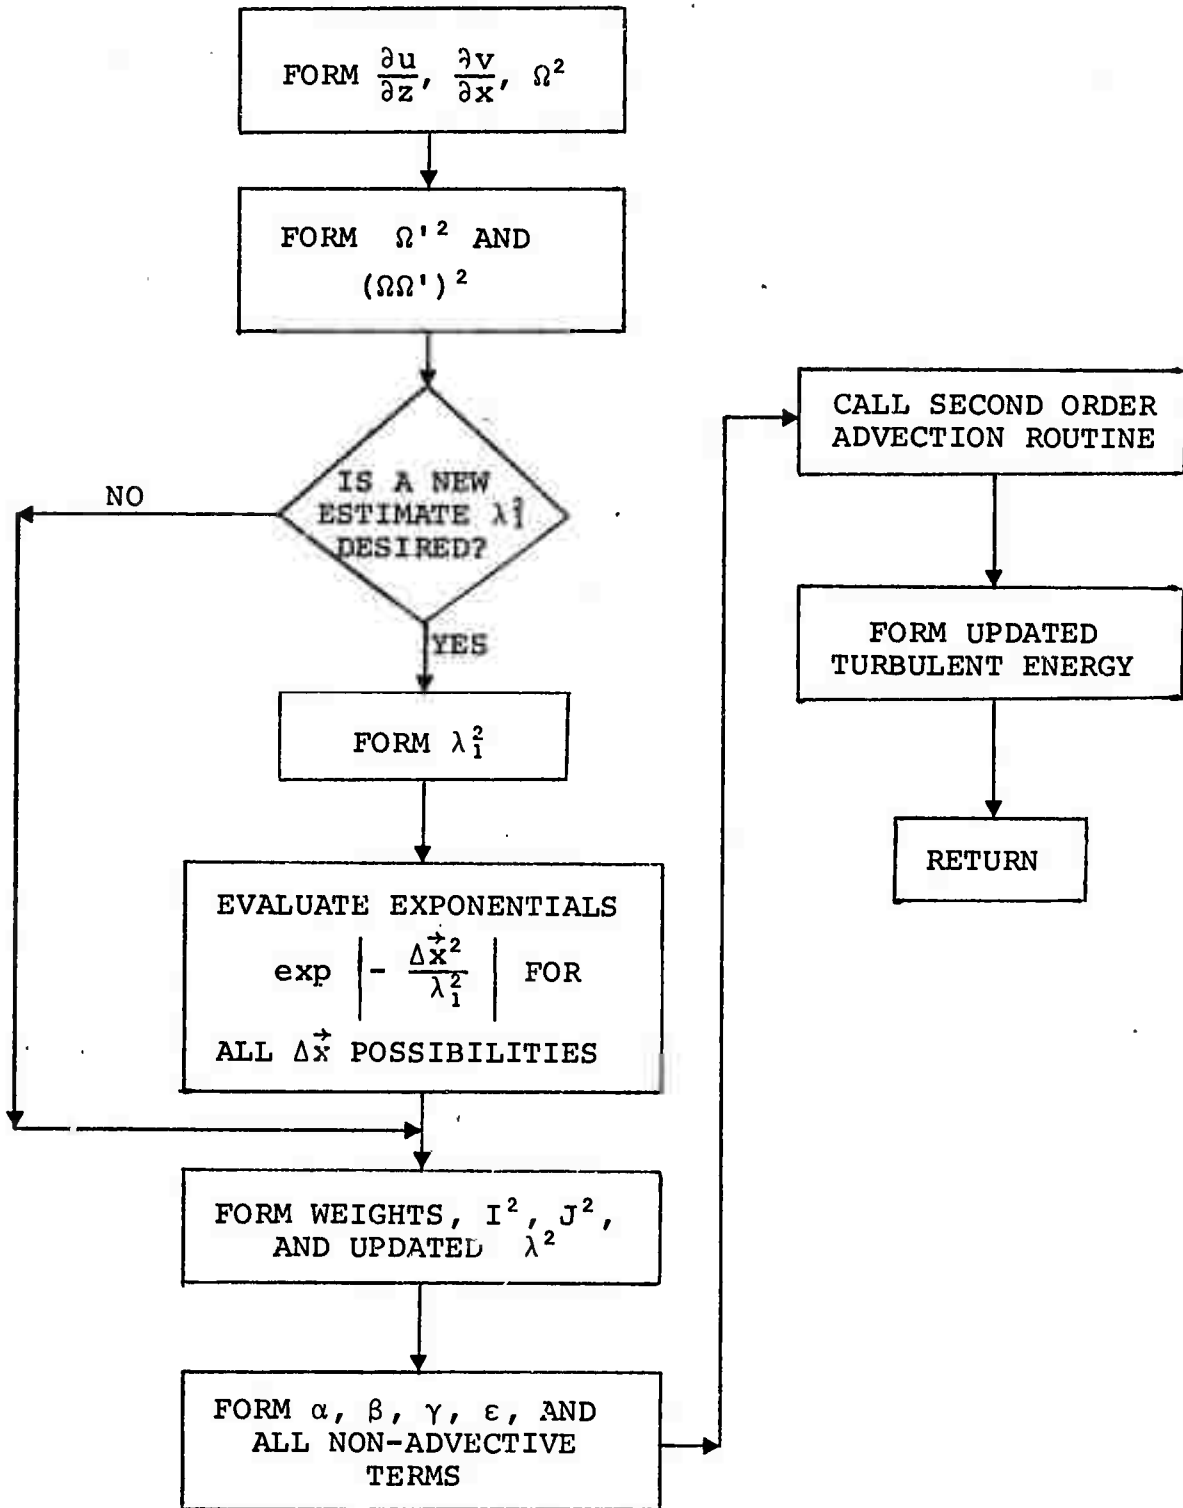 FORM ∂u/∂z, ∂v/∂x, Ω²
FORM Ω'² AND
(ΩΩ')²
IS A NEW
ESTIMATE λ₁²
DESIRED?
NO
YES
FORM λ₁²
EVALUATE EXPONENTIALS
exp |- Δx⃗²/λ₁² | FOR
ALL Δx⃗ POSSIBILITIES
FORM WEIGHTS, I², J²,
AND UPDATED λ²
FORM α, β, γ, ε, AND
ALL NON-ADVECTIVE
TERMS
CALL SECOND ORDER
ADVECTION ROUTINE
FORM UPDATED
TURBULENT ENERGY
RETURN